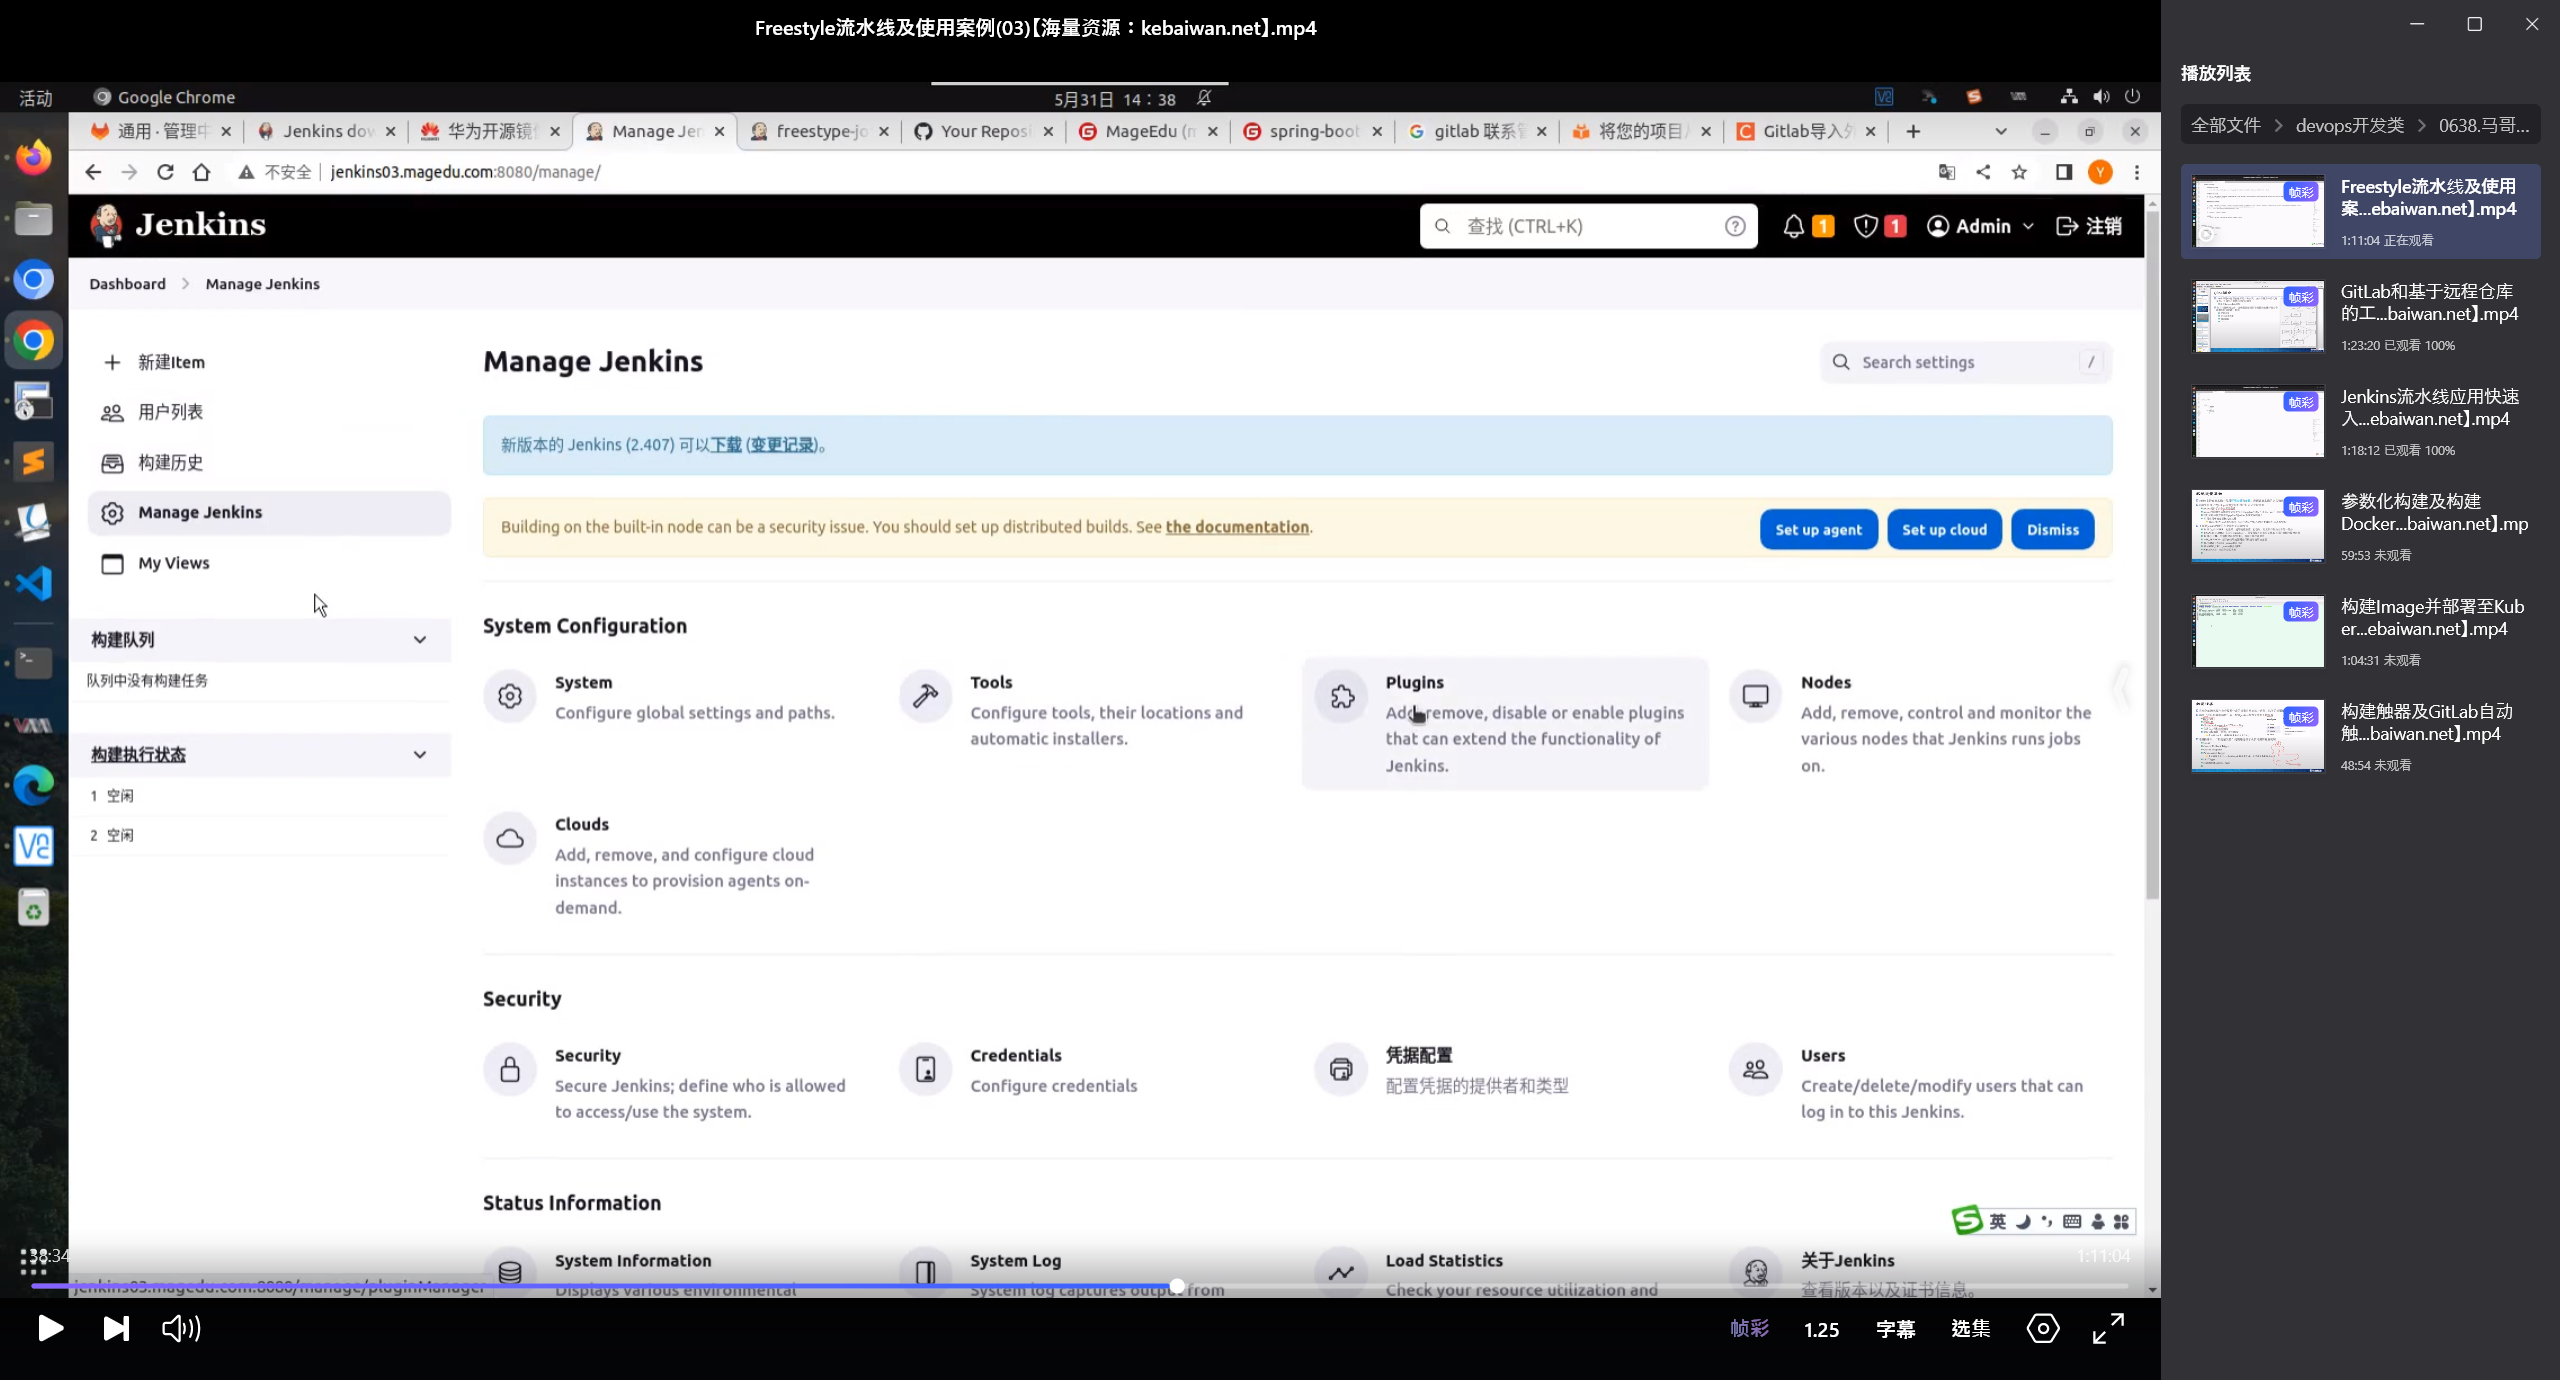 Freestyle流水线及使用案例(03)【海量资源：kebaiwan.net】.mp4
活动
Google Chrome
5月31日 14：38
通用 · 管理中
Jenkins dow
华为开源镜
Manage Jen
freestype-jo
Your Reposi
MageEdu (m
spring-boot
gitlab 联系
将您的项目
Gitlab导入
不安全
jenkins03.magedu.com:8080/manage/
Jenkins
查找 (CTRL+K)
1
1
Admin
注销
Dashboard
Manage Jenkins
新建Item
用户列表
构建历史
Manage Jenkins
My Views
构建队列
队列中没有构建任务
构建执行状态
1 空闲
2 空闲
Manage Jenkins
Search settings
/
新版本的 Jenkins (2.407) 可以下载 (变更记录)。
Building on the built-in node can be a security issue. You should set up distributed builds. See the documentation.
Set up agent
Set up cloud
Dismiss
System Configuration
System
Configure global settings and paths.
Tools
Configure tools, their locations and
automatic installers.
Plugins
Add, remove, disable or enable plugins
that can extend the functionality of
Jenkins.
Nodes
Add, remove, control and monitor the
various nodes that Jenkins runs jobs
on.
Clouds
Add, remove, and configure cloud
instances to provision agents on-
demand.
Security
Security
Secure Jenkins; define who is allowed
to access/use the system.
Credentials
Configure credentials
凭据配置
配置凭据的提供者和类型
Users
Create/delete/modify users that can
log in to this Jenkins.
Status Information
System Information
Displays various environmental
System Log
System log captures output from
Load Statistics
Check your resource utilization and
关于Jenkins
查看版本以及证书信息。
英
jenkins03.magedu.com:8080/manage/pluginManager
38:34
1:11:04
帧彩
1.25
字幕
选集
播放列表
全部文件
devops开发类
0638.马哥...
帧彩
Freestyle流水线及使用
案...ebaiwan.net】.mp4
1:11:04 正在观看
帧彩
GitLab和基于远程仓库
的工...baiwan.net】.mp4
1:23:20 已观看 100%
帧彩
Jenkins流水线应用快速
入...ebaiwan.net】.mp4
1:18:12 已观看 100%
帧彩
参数化构建及构建
Docker...baiwan.net】.mp
59:53 未观看
帧彩
构建Image并部署至Kub
er...ebaiwan.net】.mp4
1:04:31 未观看
帧彩
构建触器及GitLab自动
触...baiwan.net】.mp4
48:54 未观看